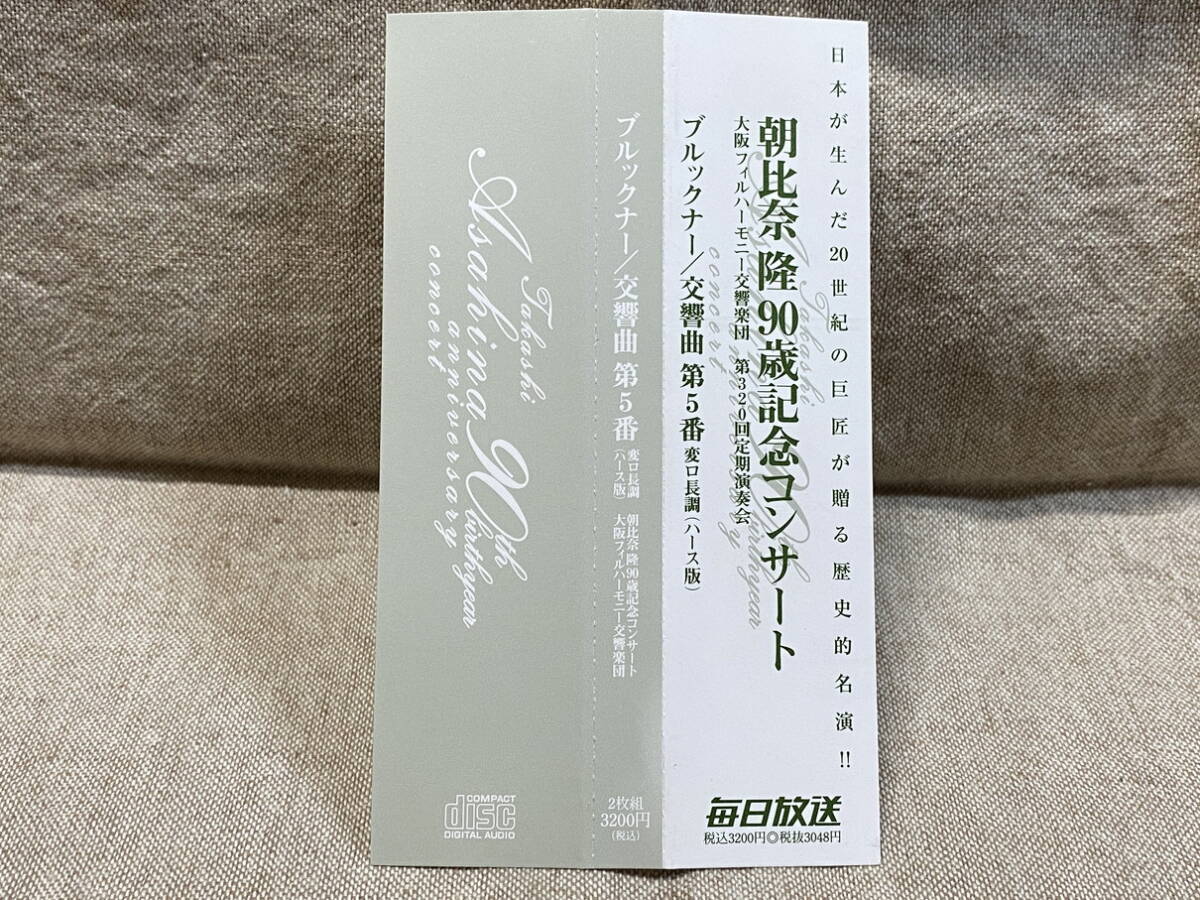 日本が生んだ20世紀の巨匠が贈る歴史的名演!!
朝比奈 隆 90歳記念コンサート
大阪フィルハーモニー交響楽団 第320回定期演奏会
ブルックナー/交響曲 第5番 変ロ長調(ハース版)
Takashi
Asahina 90th
birthyear
anniversary
concert
毎日放送
税込3200円◎税抜3048円
ブルックナー/交響曲 第5番 変ロ長調
(ハース版)
朝比奈 隆90歳記念コンサート
大阪フィルハーモニー交響楽団
2枚組
3200円
(税込)
Takashi
Asahina 90th
birthyear
anniversary
concert
COMPACT
disc
DIGITAL AUDIO